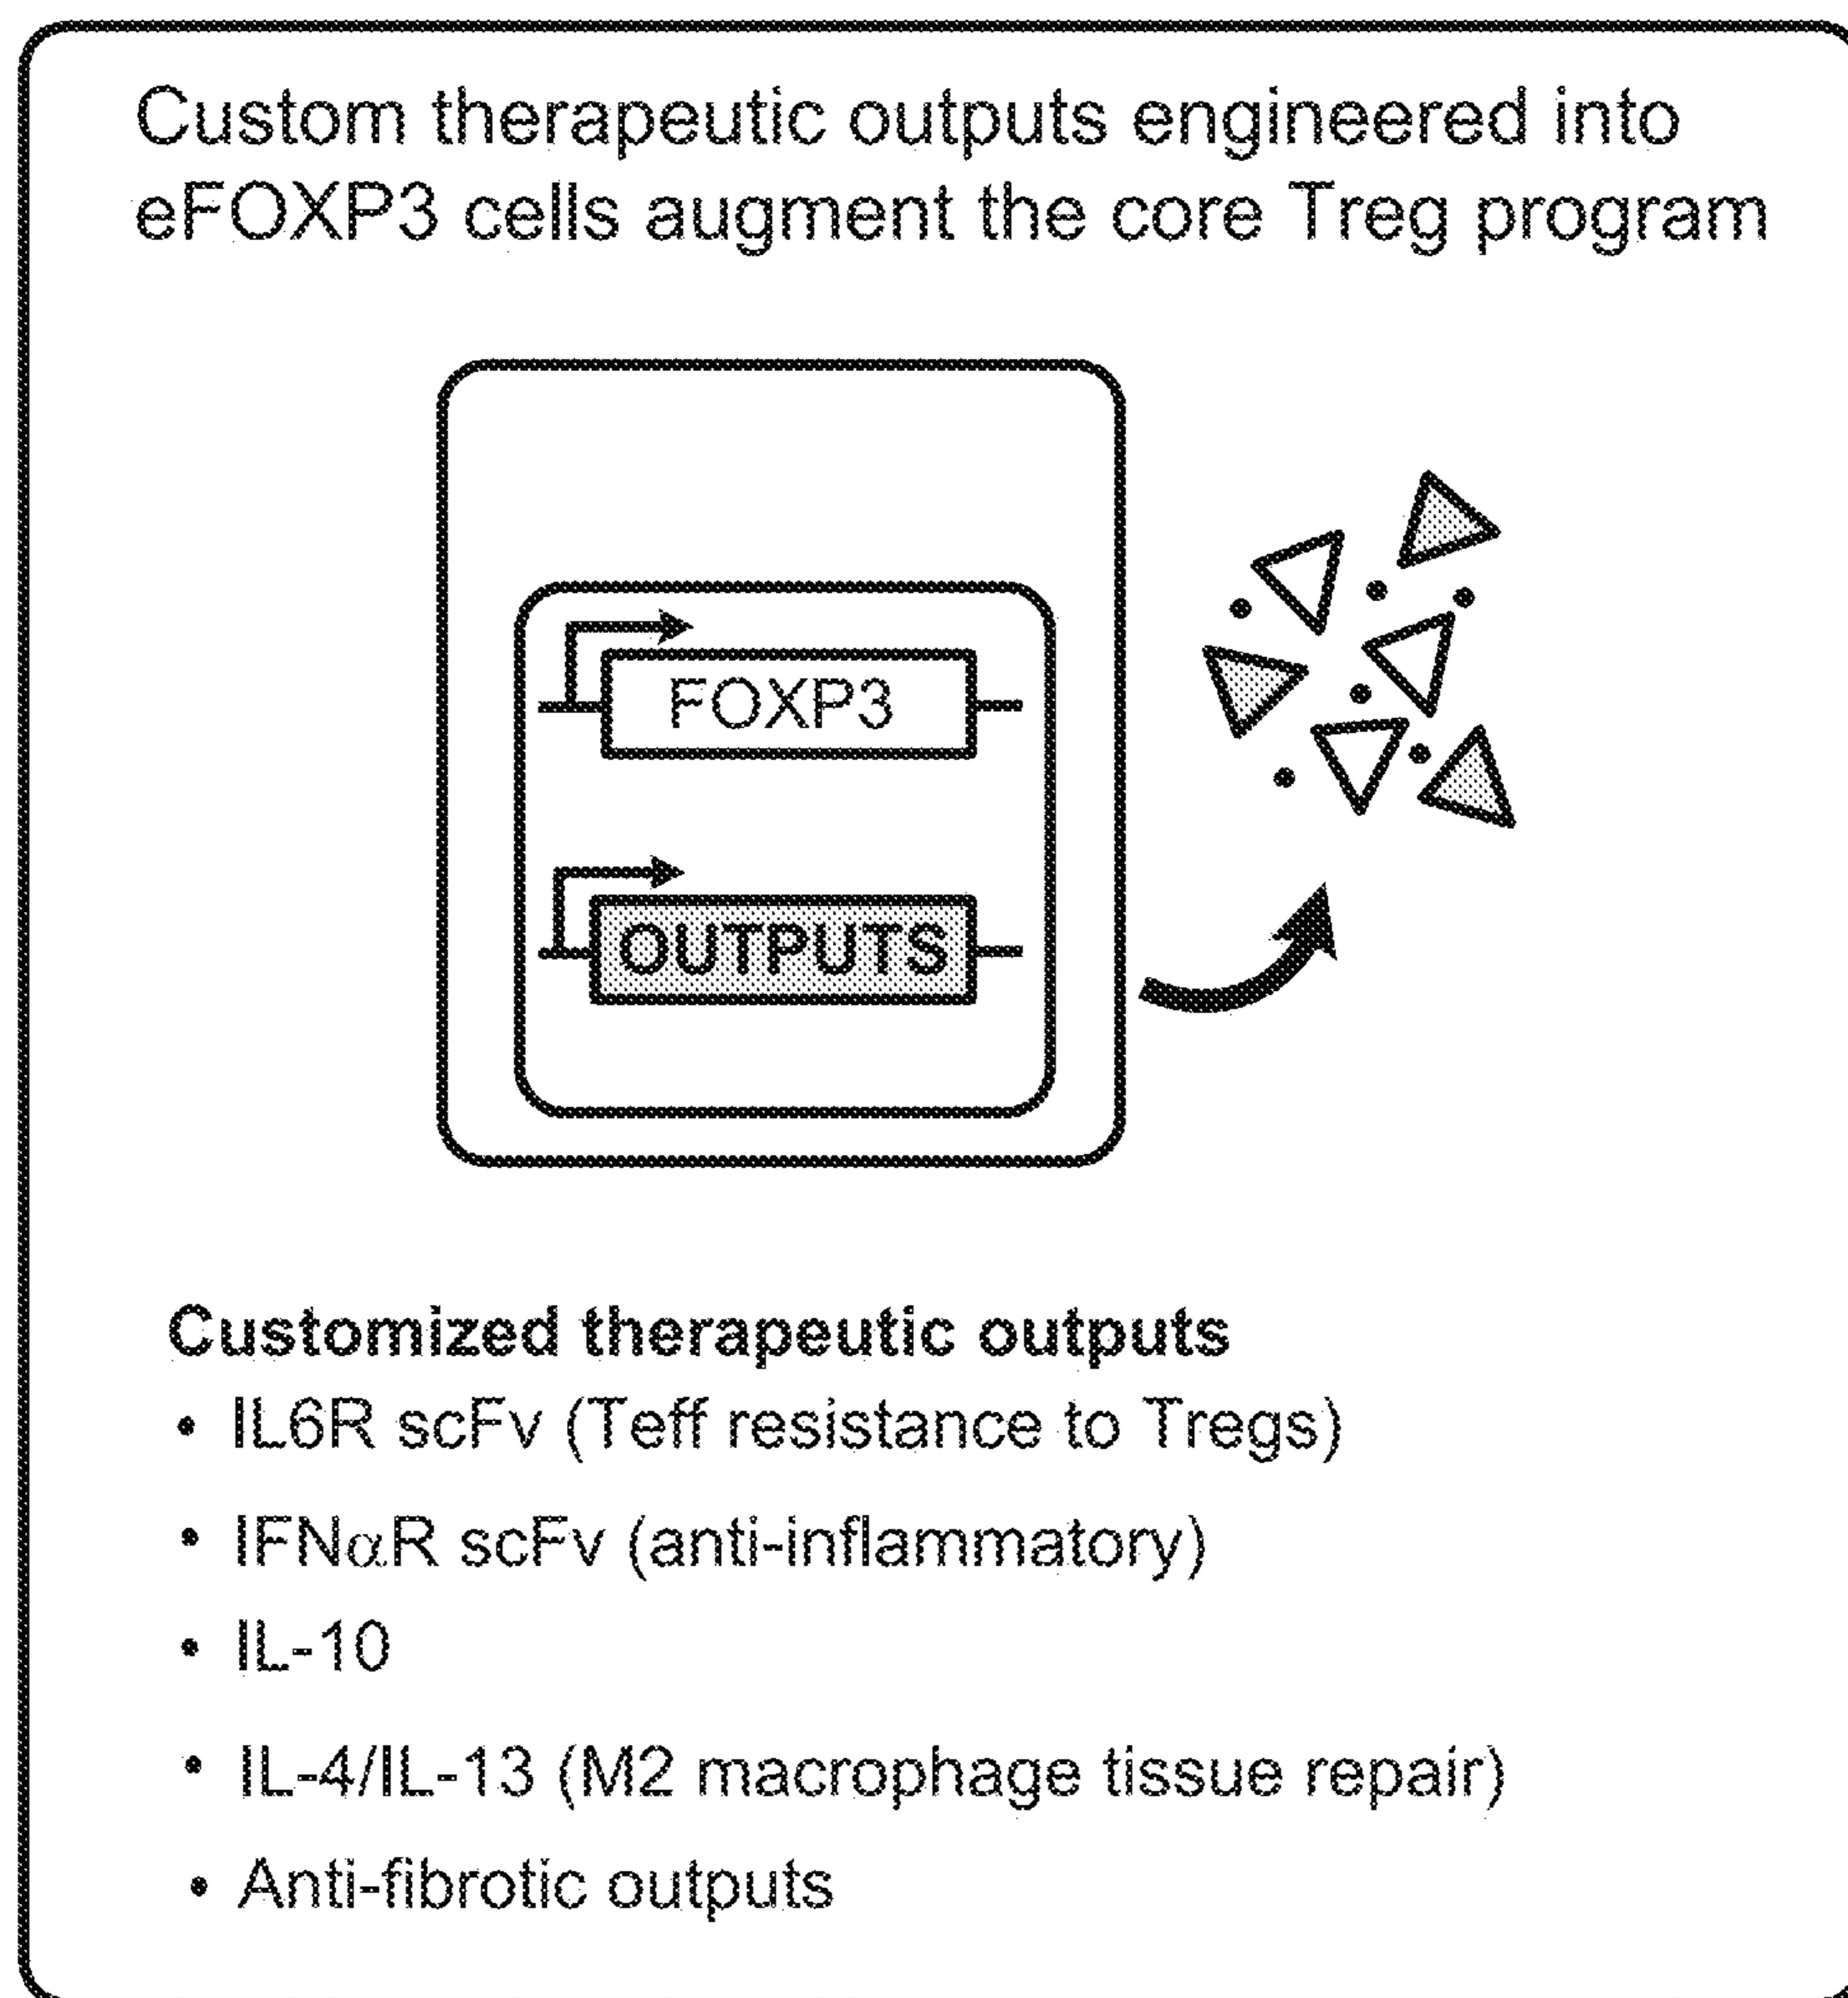 Custom therapeutic outputs engineered into
eFOXP3 cells augment the core Treg program
FOXP3
OUTPUTS
Customized therapeutic outputs
• IL6R scFv (Teff resistance to Tregs)
• IFNαR scFv (anti-inflammatory)
• IL-10
• IL-4/IL-13 (M2 macrophage tissue repair)
• Anti-fibrotic outputs